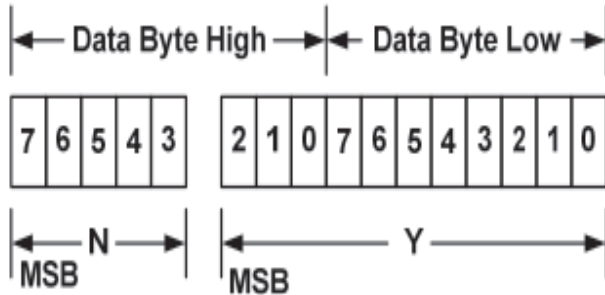 Data Byte High Data Byte Low
7 6 5 4 3 2 1 0 7 6 5 4 3 2 1 0
N Y
MSB MSB